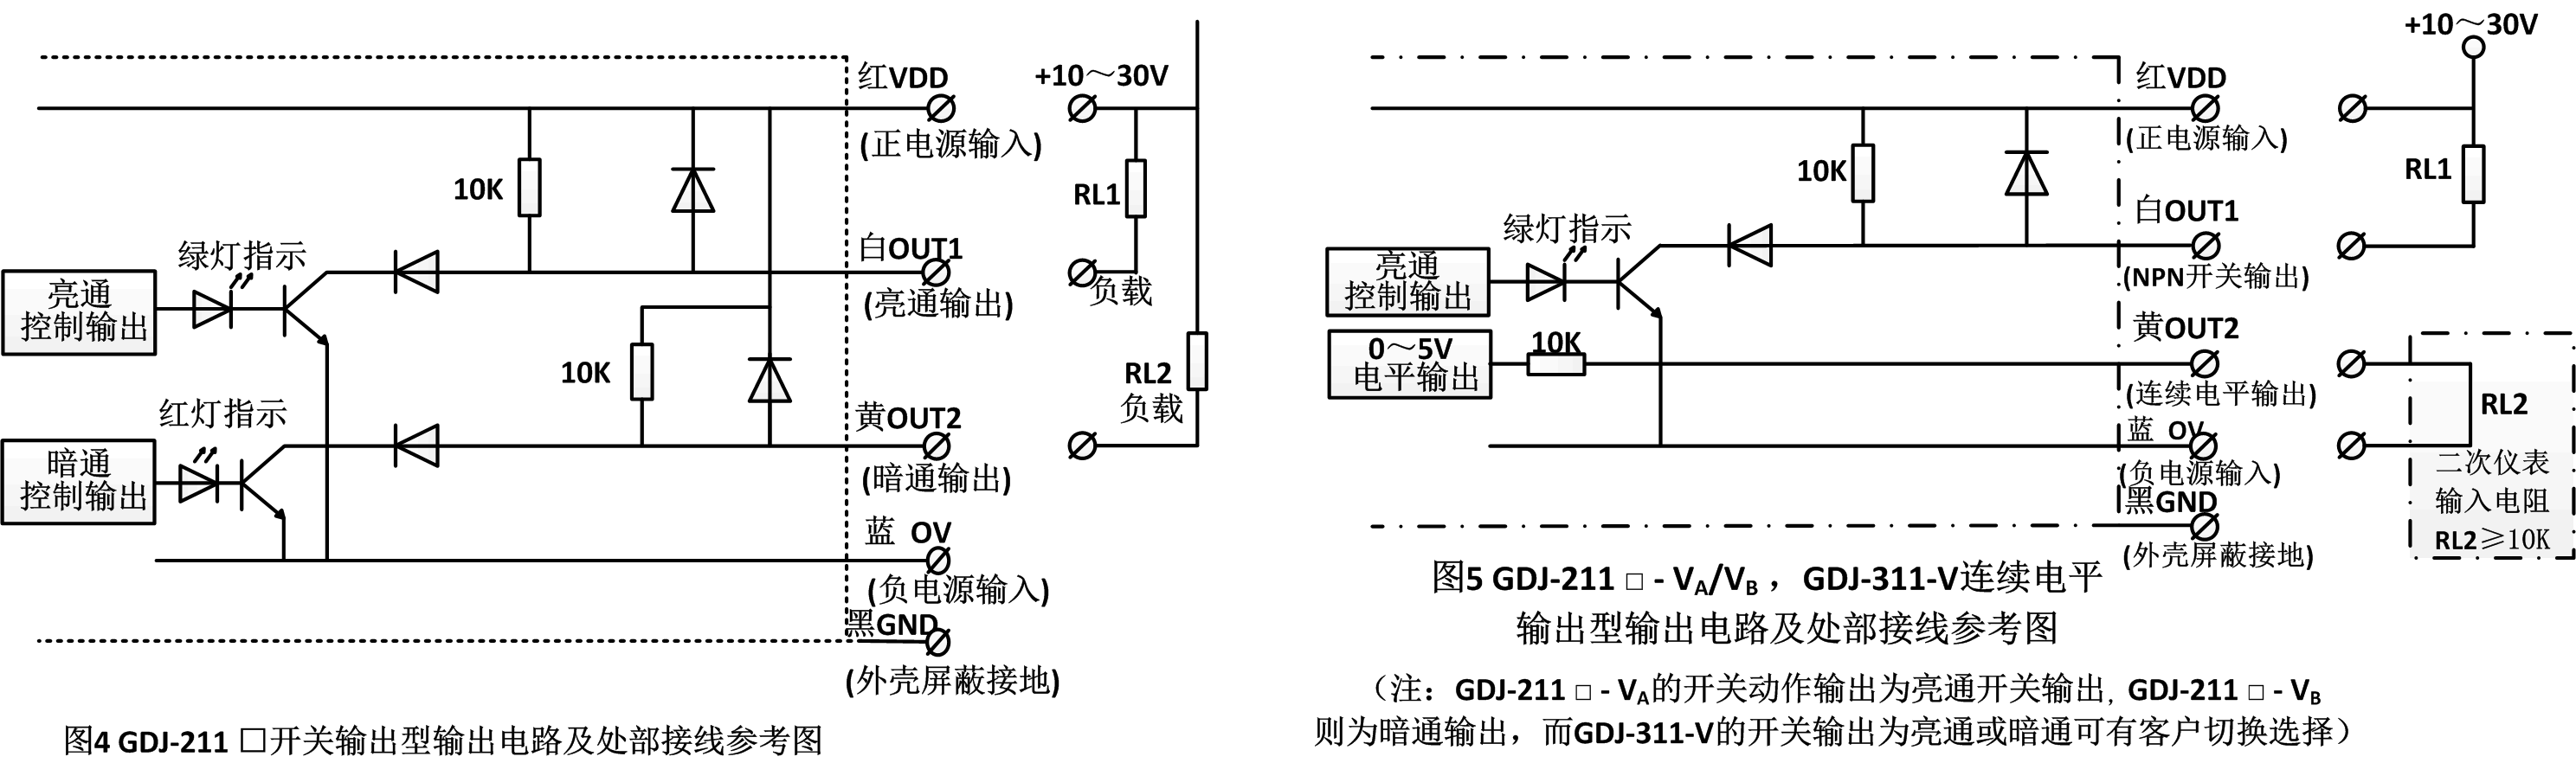 红VDD
(正电源输入)
10K
绿灯指示
亮通
控制输出
白OUT1
(亮通输出)
10K
红灯指示
暗通
控制输出
黄OUT2
(暗通输出)
蓝 OV
(负电源输入)
黑GND
(外壳屏蔽接地)
+10～30V
RL1
负载
RL2
负载
图4 GDJ-211 □开关输出型输出电路及处部接线参考图
+10～30V
红VDD
(正电源输入)
10K
RL1
绿灯指示
亮通
控制输出
白OUT1
(NPN开关输出)
0～5V
电平输出
10K
黄OUT2
(连续电平输出)
蓝 OV
(负电源输入)
黑GND
(外壳屏蔽接地)
RL2
二次仪表
输入电阻
RL2≥10K
图5 GDJ-211 □ - VA/VB，GDJ-311-V连续电平
输出型输出电路及处部接线参考图
（注：GDJ-211 □ - VA的开关动作输出为亮通开关输出，GDJ-211 □ - VB
则为暗通输出，而GDJ-311-V的开关输出为亮通或暗通可有客户切换选择）